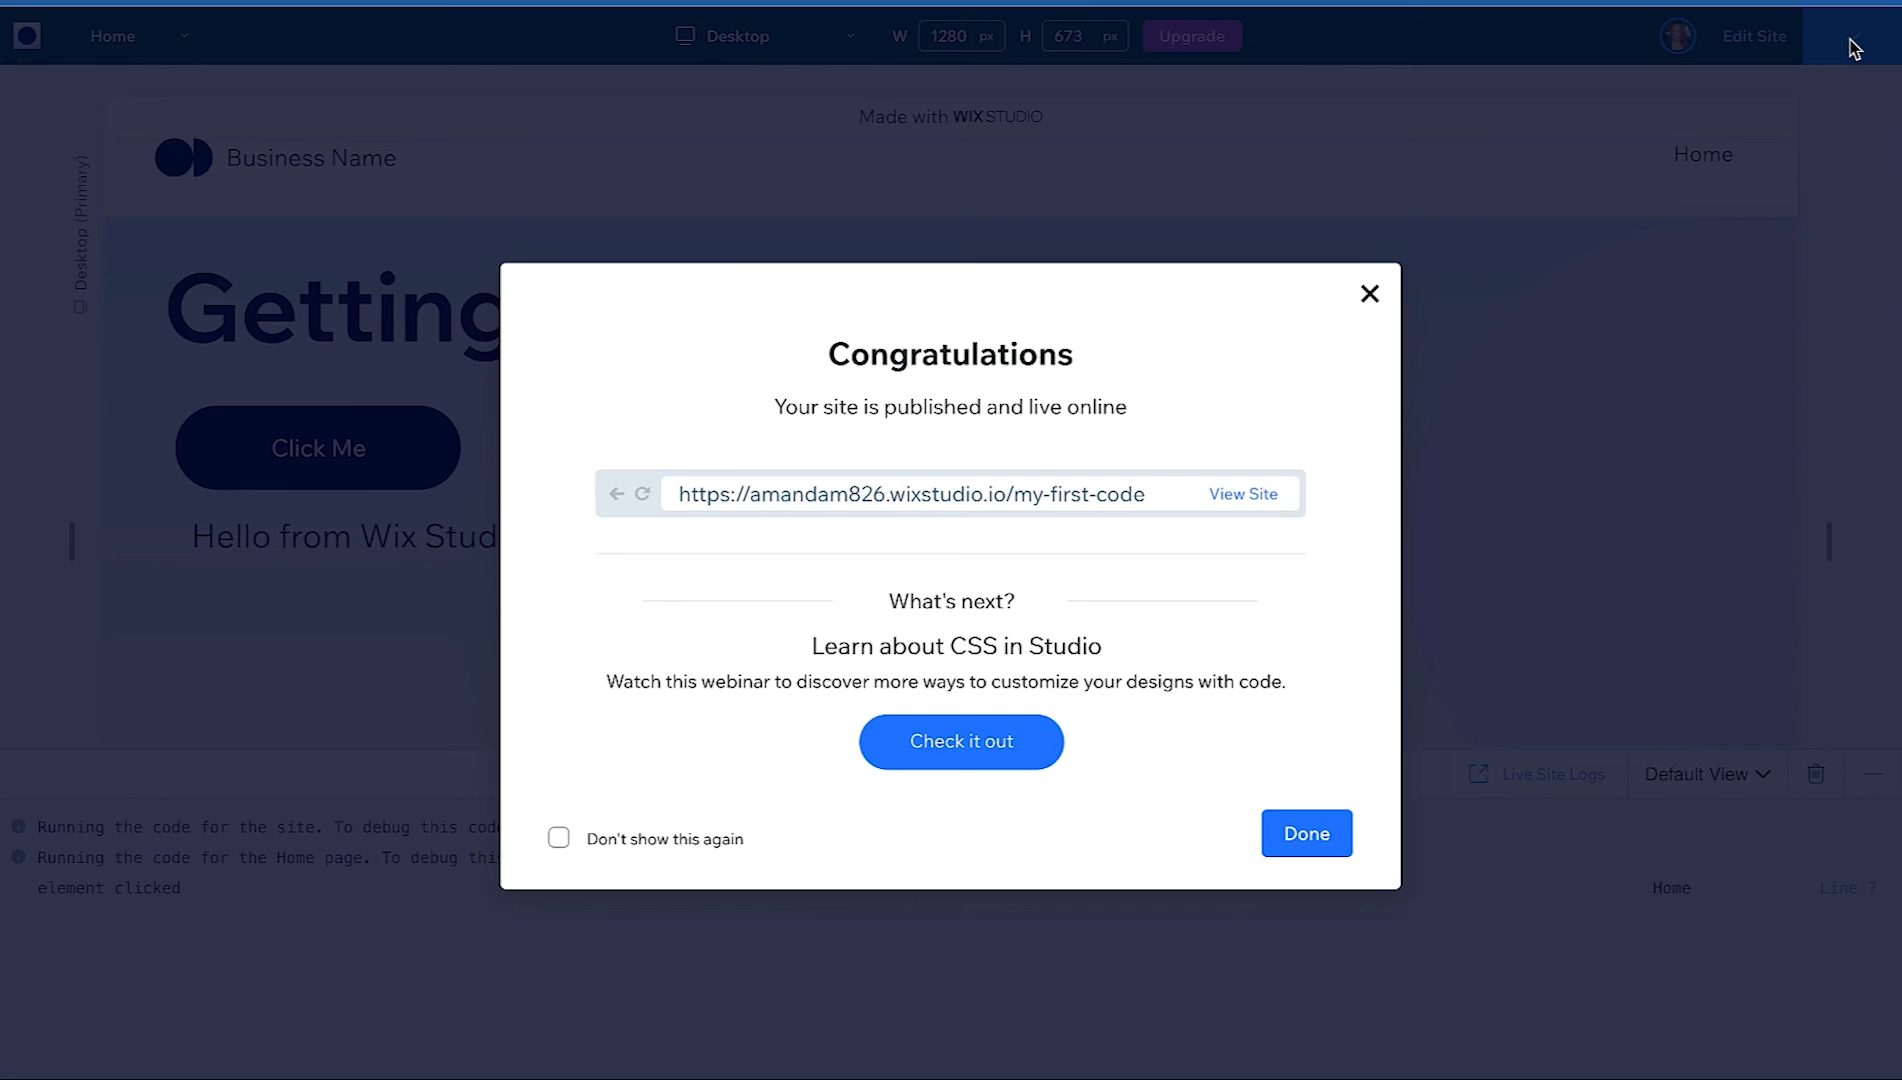 Home
Desktop W 1280 px H 673 px Upgrade
Edit Site
Made with WIX STUDIO
Business Name
Home
Desktop (Primary)
Getting
Click Me
Hello from Wix Stud
Congratulations
Your site is published and live online
https://amandam826.wixstudio.io/my-first-code View Site
What's next?
Learn about CSS in Studio
Watch this webinar to discover more ways to customize your designs with code.
Check it out
Don't show this again
Done
Live Site Logs Default View
Running the code for the site. To debug this cod
Running the code for the Home page. To debug thi
element clicked Home Line 7